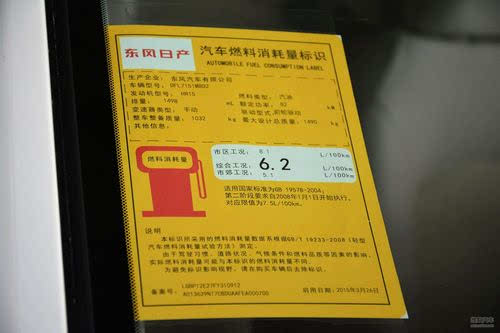 东风日产 汽车燃料消耗量标识
AUTOMOBILE FUEL CONSUMPTION LABEL
生产企业: 东风汽车有限公司
车辆型号: DFL7151MBD2
发动机型号: HR15 燃料类型: 汽油
排量: 1498 mL 额定功率: 82 kW
变速器类型: 手动 驱动型式: 前轮驱动
整车整备质量: 1032 kg 最大设计总质量: 1490 kg
其他信息:
燃料消耗量
市区工况: 8.1 L/100km
综合工况: 6.2 L/100km
市郊工况: 5.1 L/100km
适用国家标准为GB 19578-2004,
第二阶段要求自2008年1月1日开始执行。
对应限值为7.5L/100km。
说明
本标识所采用的燃料消耗量数据系根据GB/T 19233-2008《轻型
汽车燃料消耗量试验方法》测定。
由于驾驶习惯、道路状况、气候条件和燃料品质等因素的影响,
实际燃料消耗量可能与本标识的燃料消耗量不同。
为避免标识影响视野,请在购买车辆后去除标识。
备案号:
启用日期: 2015年3月26日